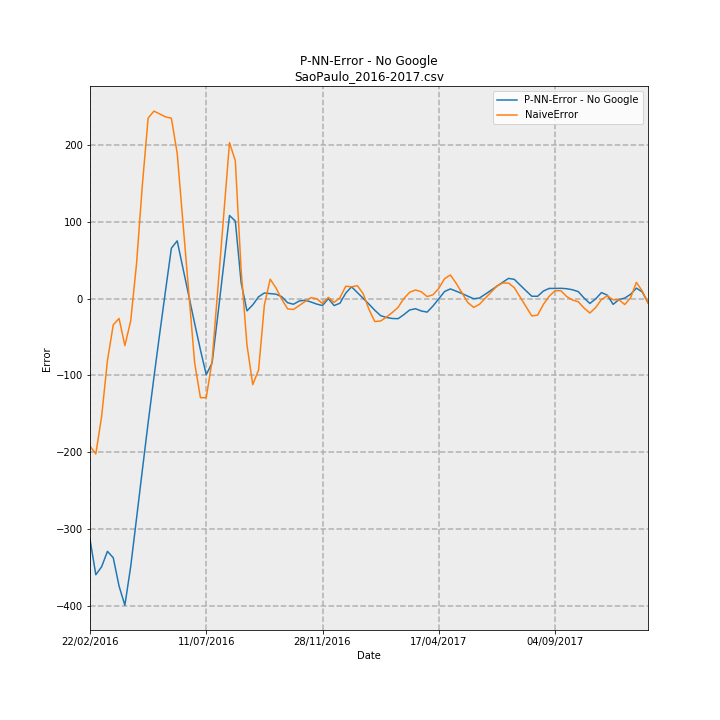 P-NN-Error - No Google
SaoPaulo_2016-2017.csv
P-NN-Error - No Google
NaiveError
200
100
0
−100
−200
−300
−400
Error
22/02/2016 11/07/2016 28/11/2016 17/04/2017 04/09/2017
Date